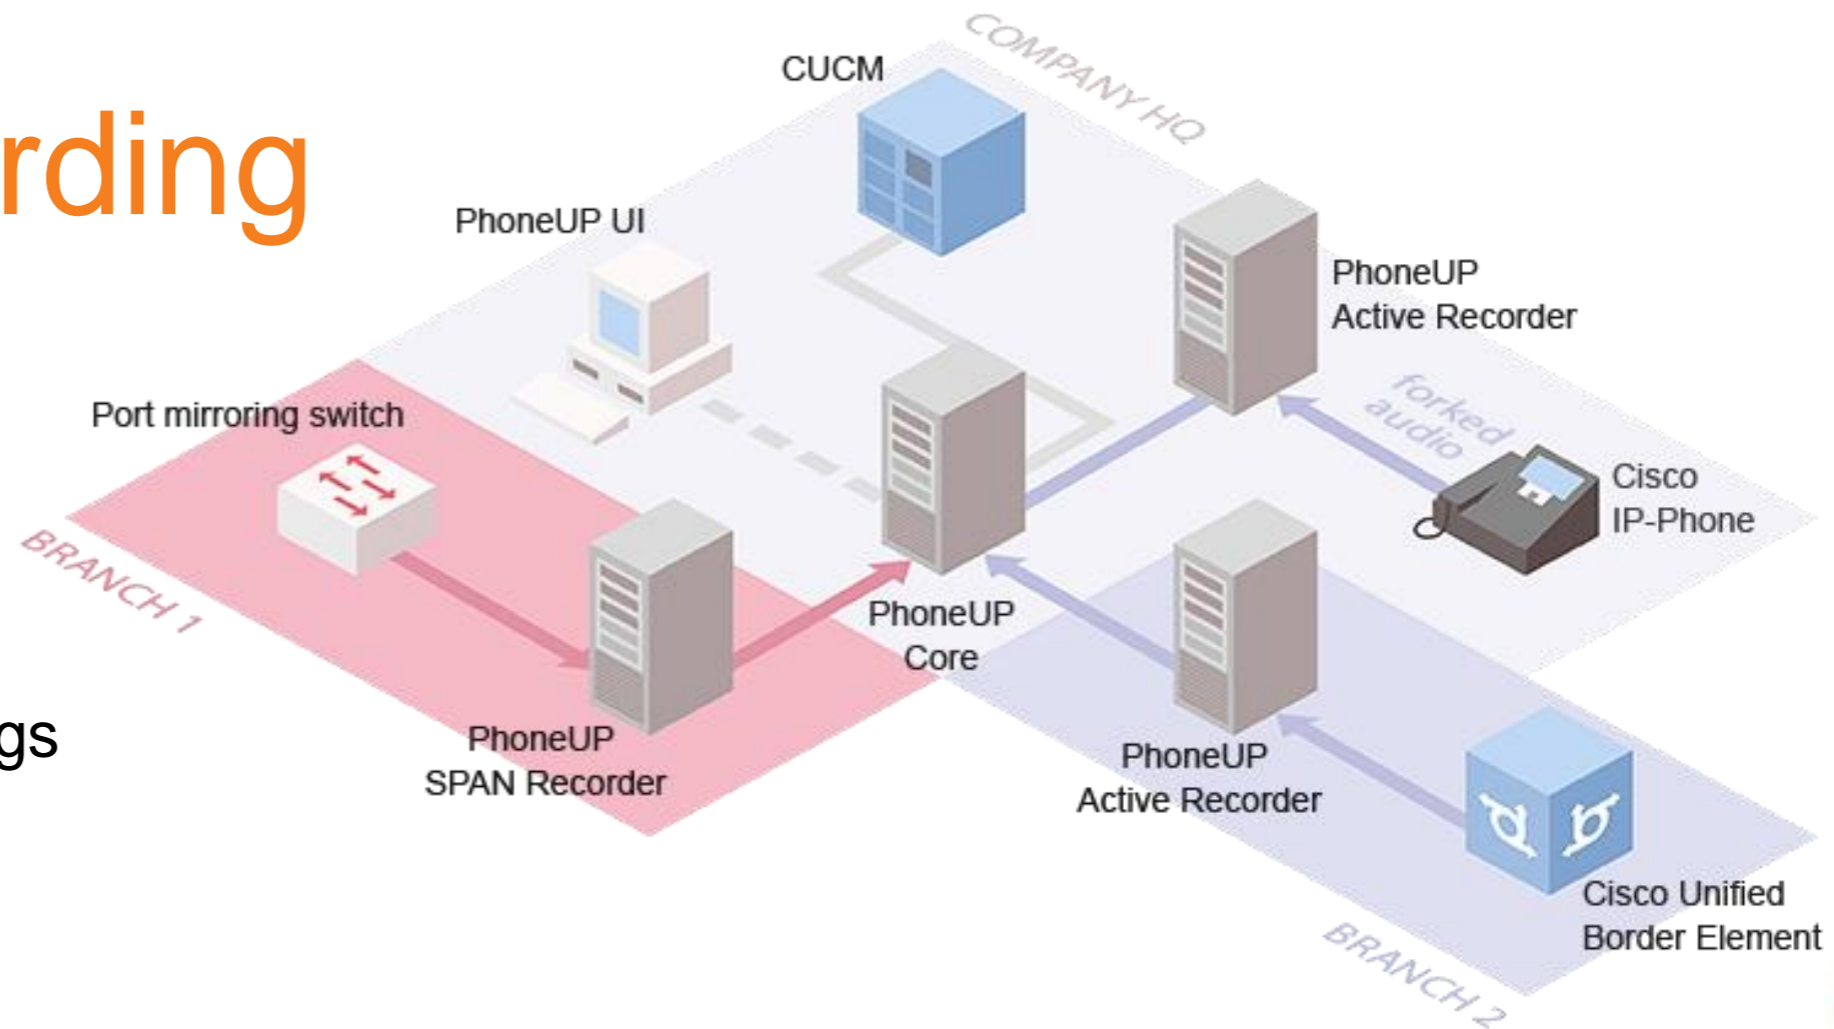 COMPANY HQ
CUCM
rding
PhoneUP UI
PhoneUP
Active Recorder
forked
audio
Port mirroring switch
Cisco
IP-Phone
BRANCH 1
PhoneUP
Core
gs
PhoneUP
SPAN Recorder
PhoneUP
Active Recorder
Cisco Unified
Border Element
BRANCH 2